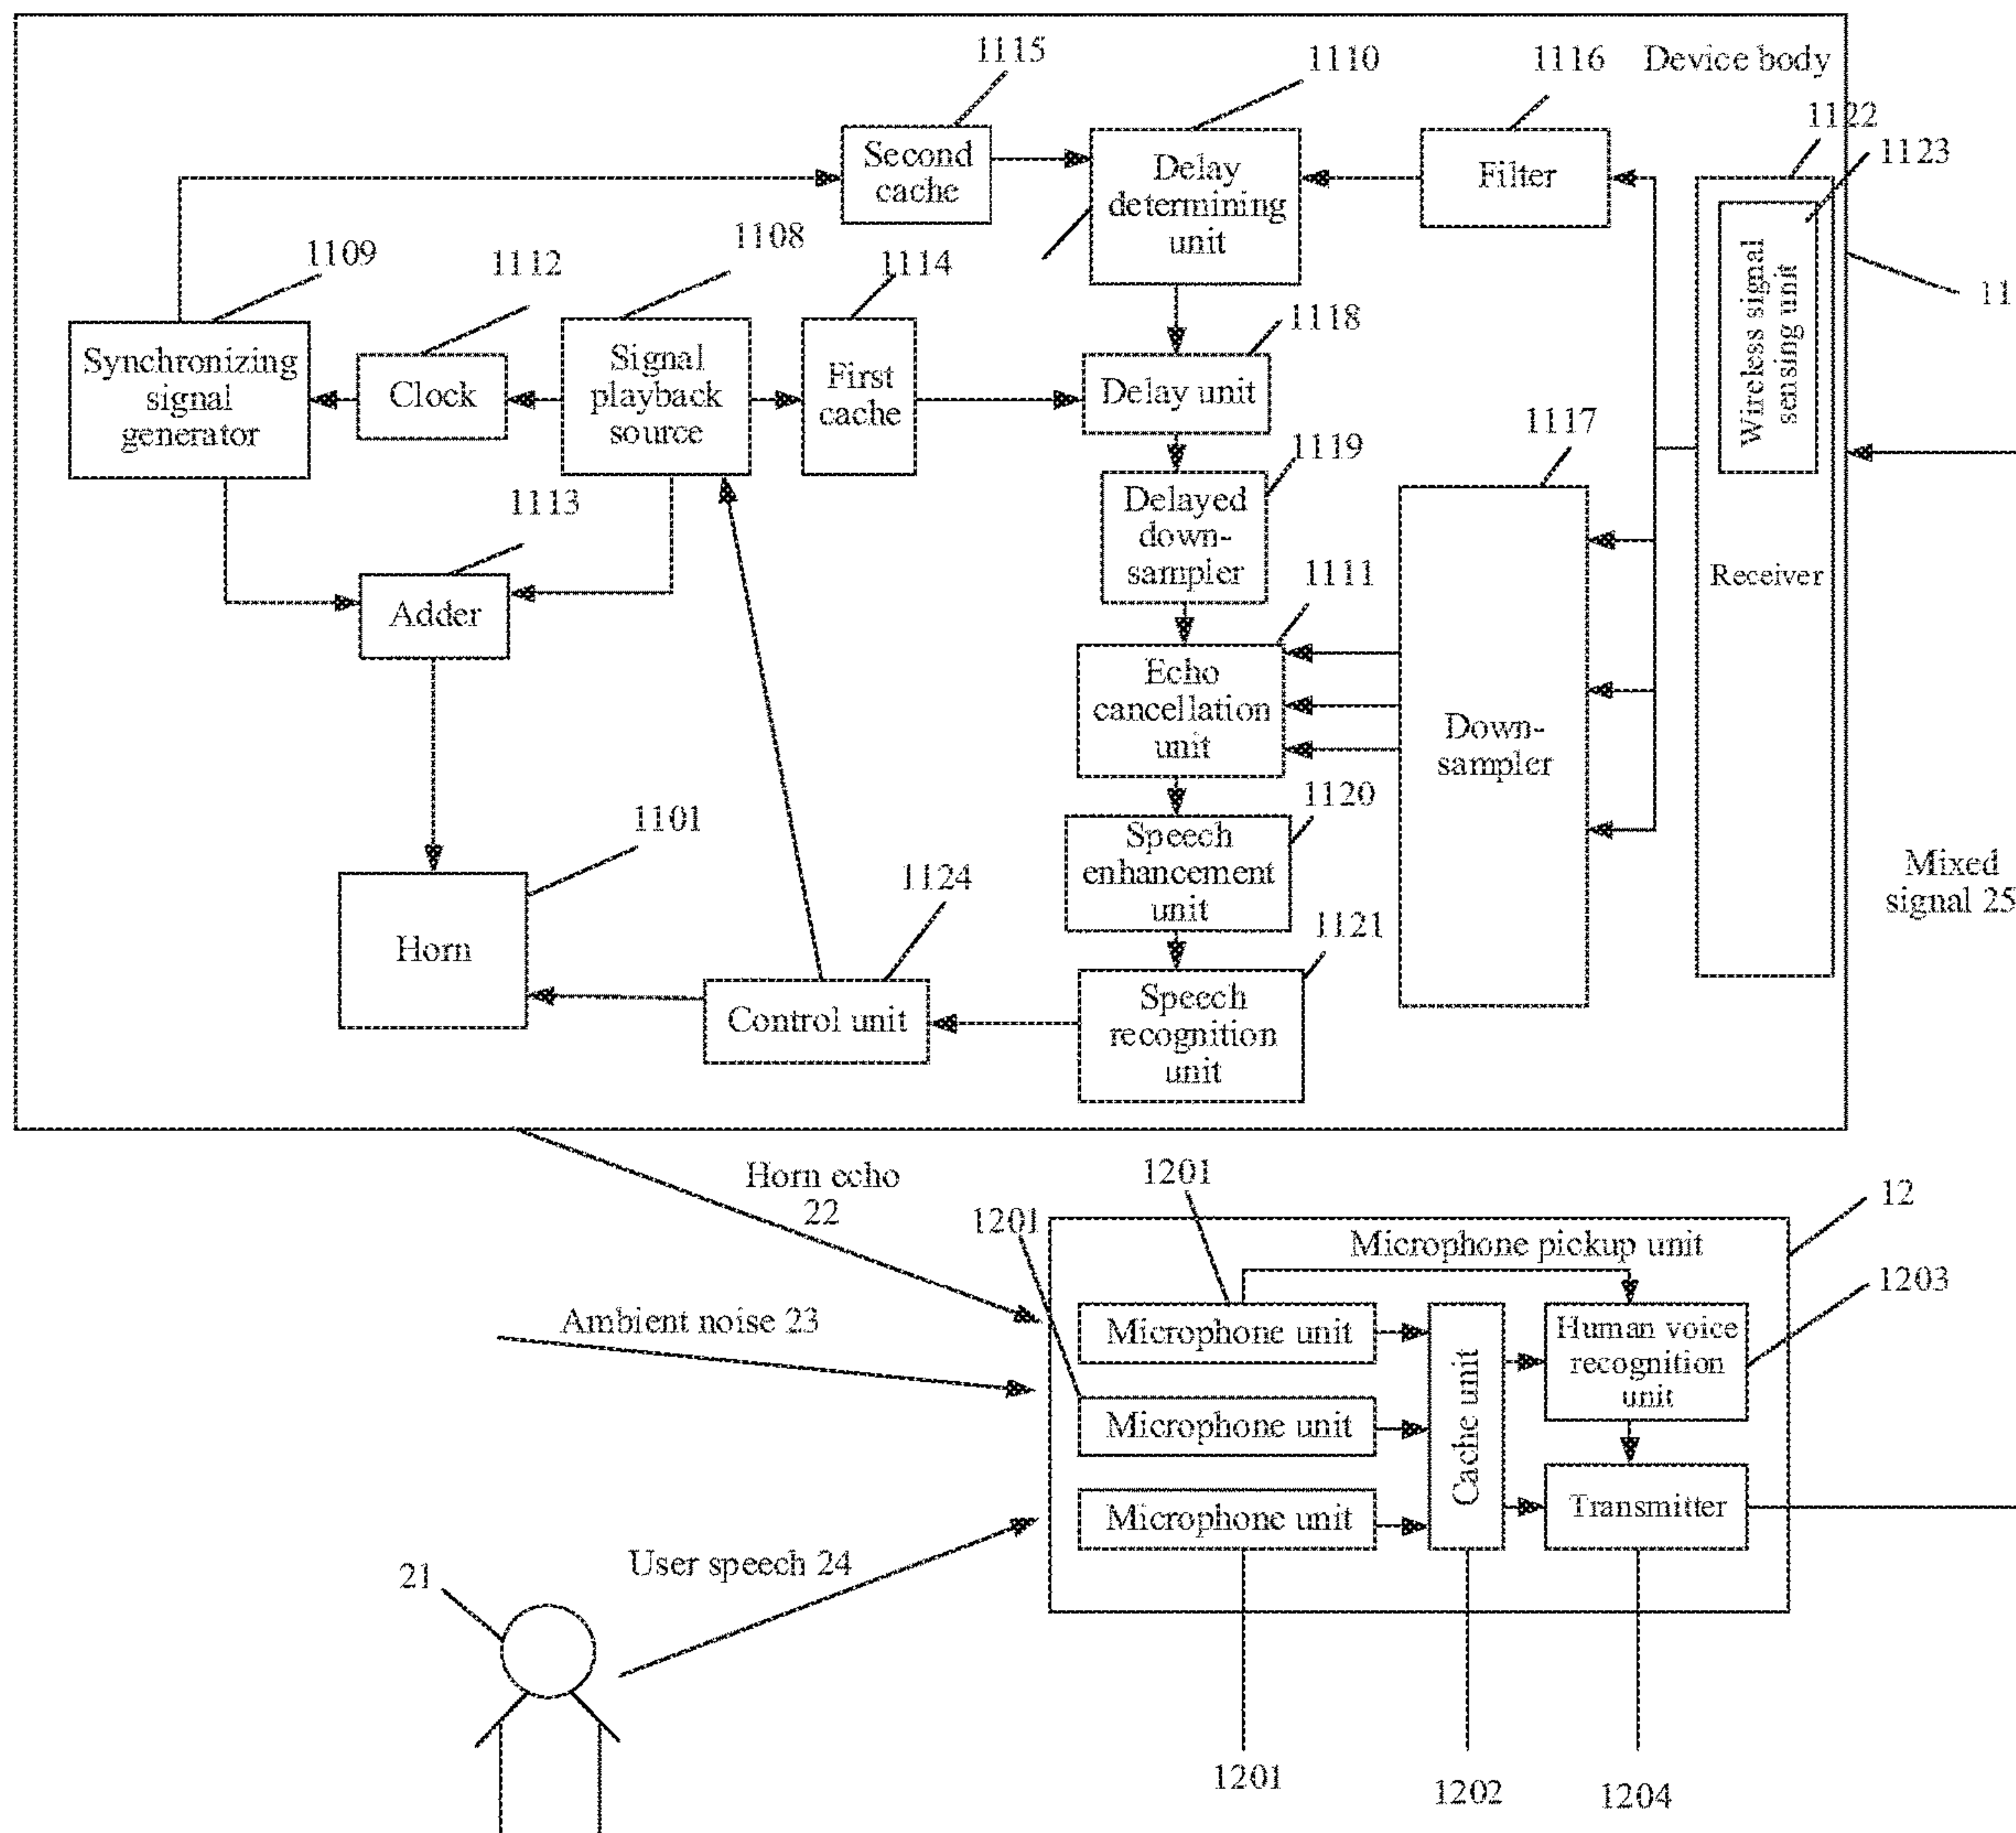 1115
1110
1116
Device body
1122
1123
Second
cache
Delay
determining
unit
Filter
Wireless signal
sensing unit
11
1109
1112
1108
1114
1118
Synchronizing
signal
generator
Clock
Signal
playback
source
First
cache
Delay unit
1117
1119
1113
Delayed
down-
sampler
1111
Receiver
Adder
Echo
cancellation
unit
Down-
sampler
1101
1120
Speech
enhancement
unit
1124
1121
Mixed
signal 25
Horn
Control unit
Speech
recognition
unit
Horn echo
22
1201
1201
12
Microphone pickup unit
1203
Ambient noise 23
Microphone unit
Human voice
recognition
unit
Microphone unit
Cache unit
Microphone unit
Transmitter
User speech 24
21
1201
1202
1204